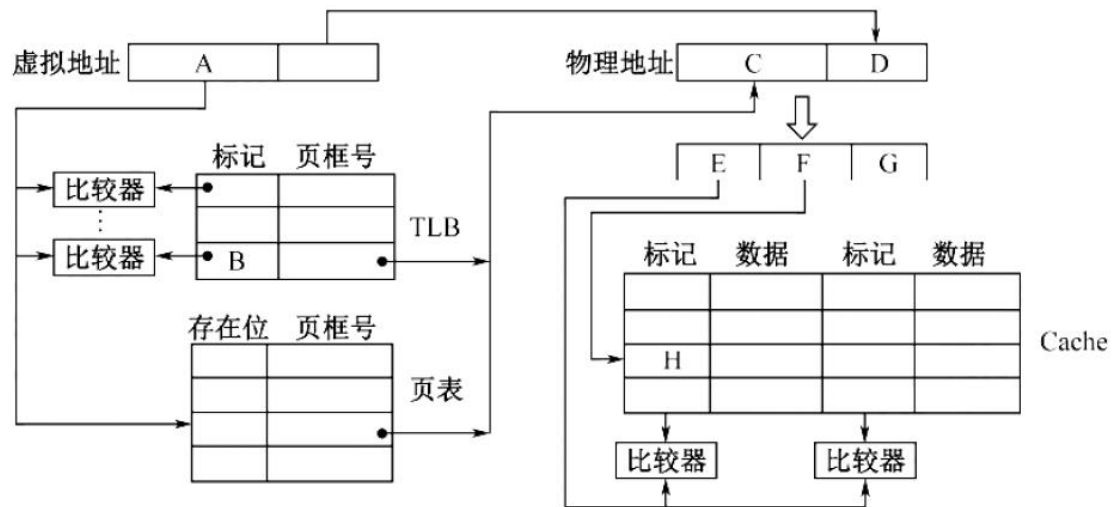 虚拟地址 A
物理地址 C D
E F G
标记 页框号
比较器
⋮
比较器
B
TLB
存在位 页框号
页表
标记 数据 标记 数据
H
Cache
比较器 比较器